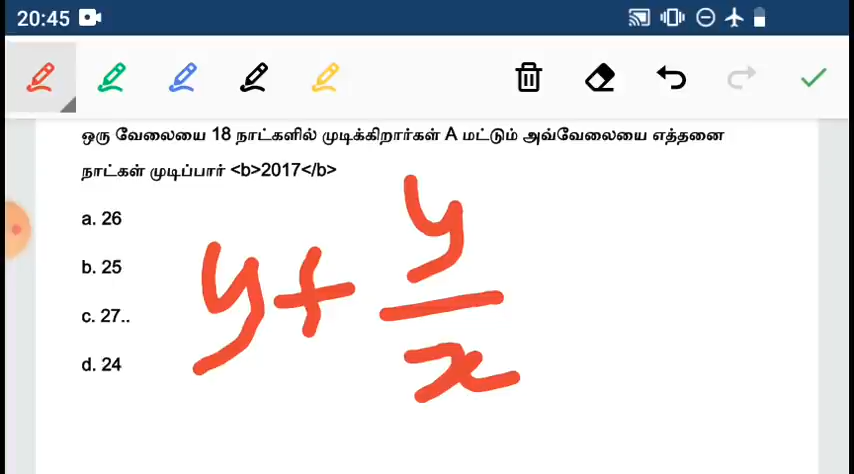 20:45
ஒரு வேலையை 18 நாட்களில் முடிக்கிறார்கள் A மட்டும் அவ்வேலையை எத்தனை
நாட்கள் முடிப்பார் <b>2017</b>
a. 26
b. 25
c. 27..
d. 24
y + y/x